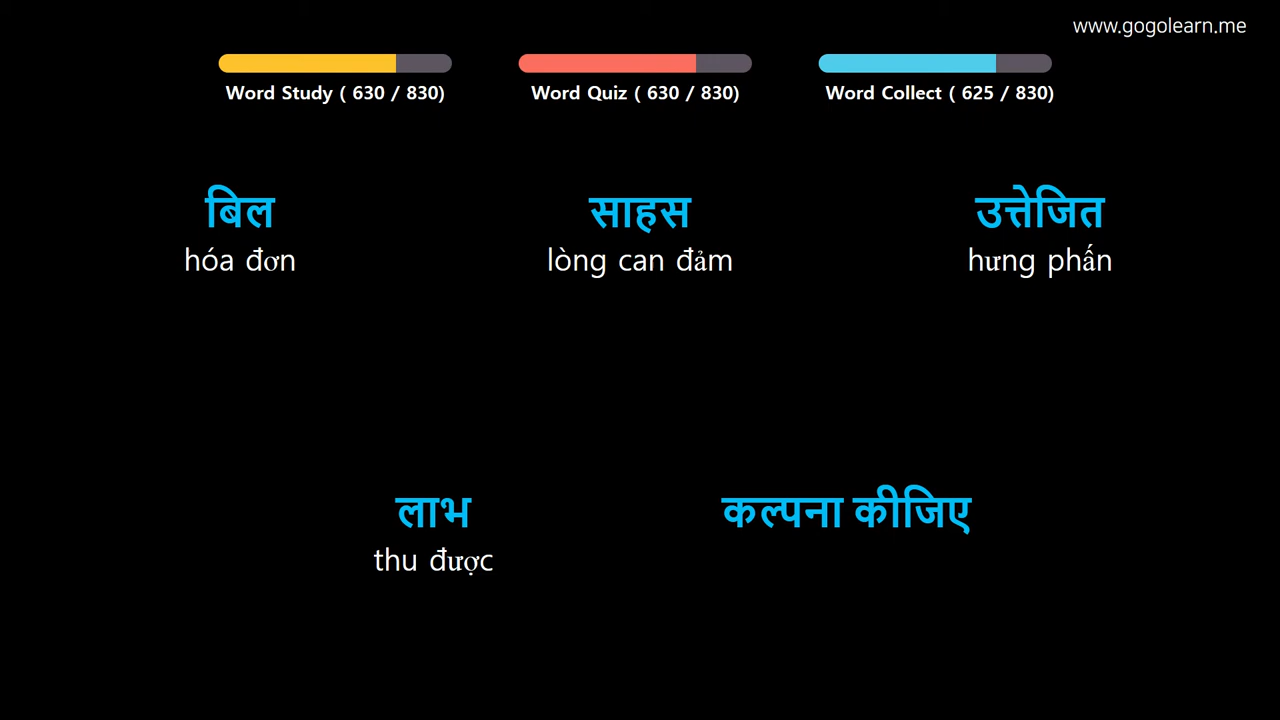 www.gogolearn.me
Word Study ( 630 / 830)
Word Quiz ( 630 / 830)
Word Collect ( 625 / 830)
बिल
hóa đơn
साहस
lòng can đảm
उत्तेजित
hưng phấn
लाभ
thu được
कल्पना कीजिए